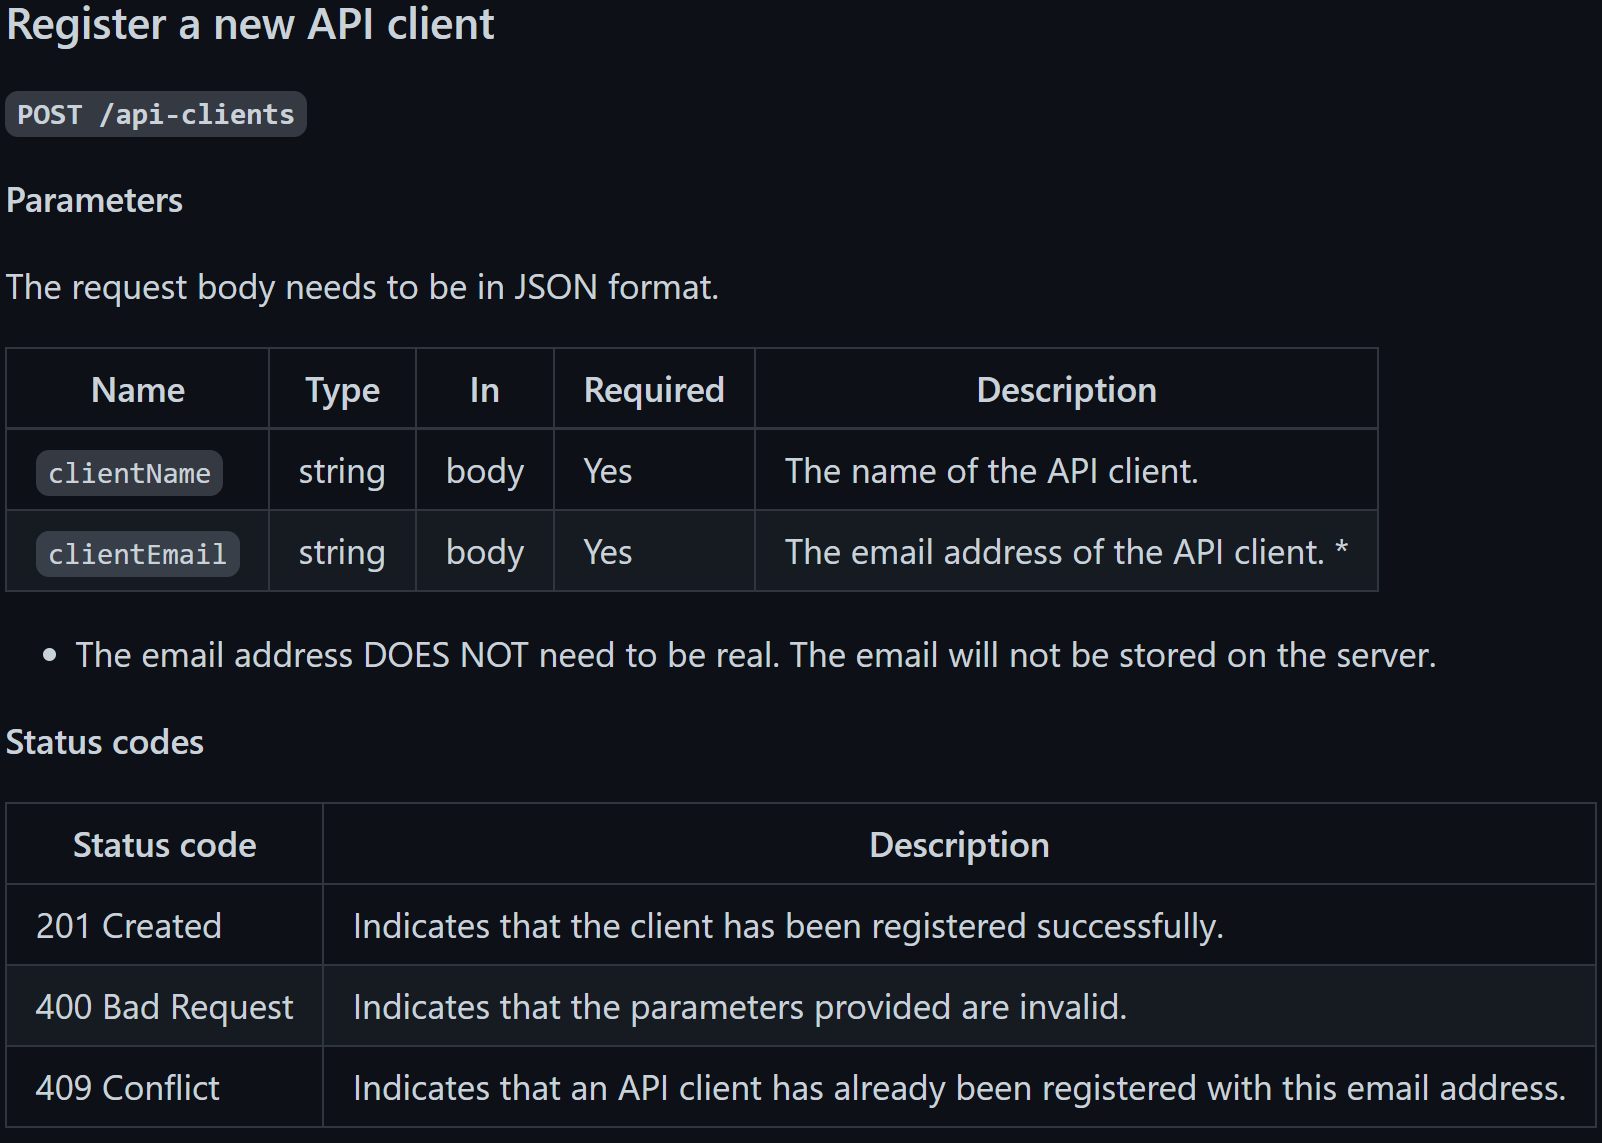 Register a new API client
POST /api-clients
Parameters
The request body needs to be in JSON format.
Name Type In Required Description
clientName string body Yes The name of the API client.
clientEmail string body Yes The email address of the API client. *
• The email address DOES NOT need to be real. The email will not be stored on the server.
Status codes
Status code Description
201 Created Indicates that the client has been registered successfully.
400 Bad Request Indicates that the parameters provided are invalid.
409 Conflict Indicates that an API client has already been registered with this email address.